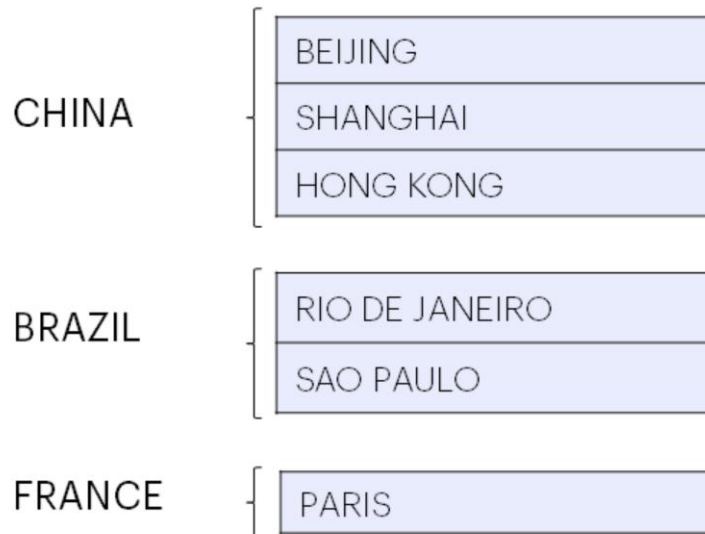 CHINA
BEIJING
SHANGHAI
HONG KONG
BRAZIL
RIO DE JANEIRO
SAO PAULO
FRANCE
PARIS